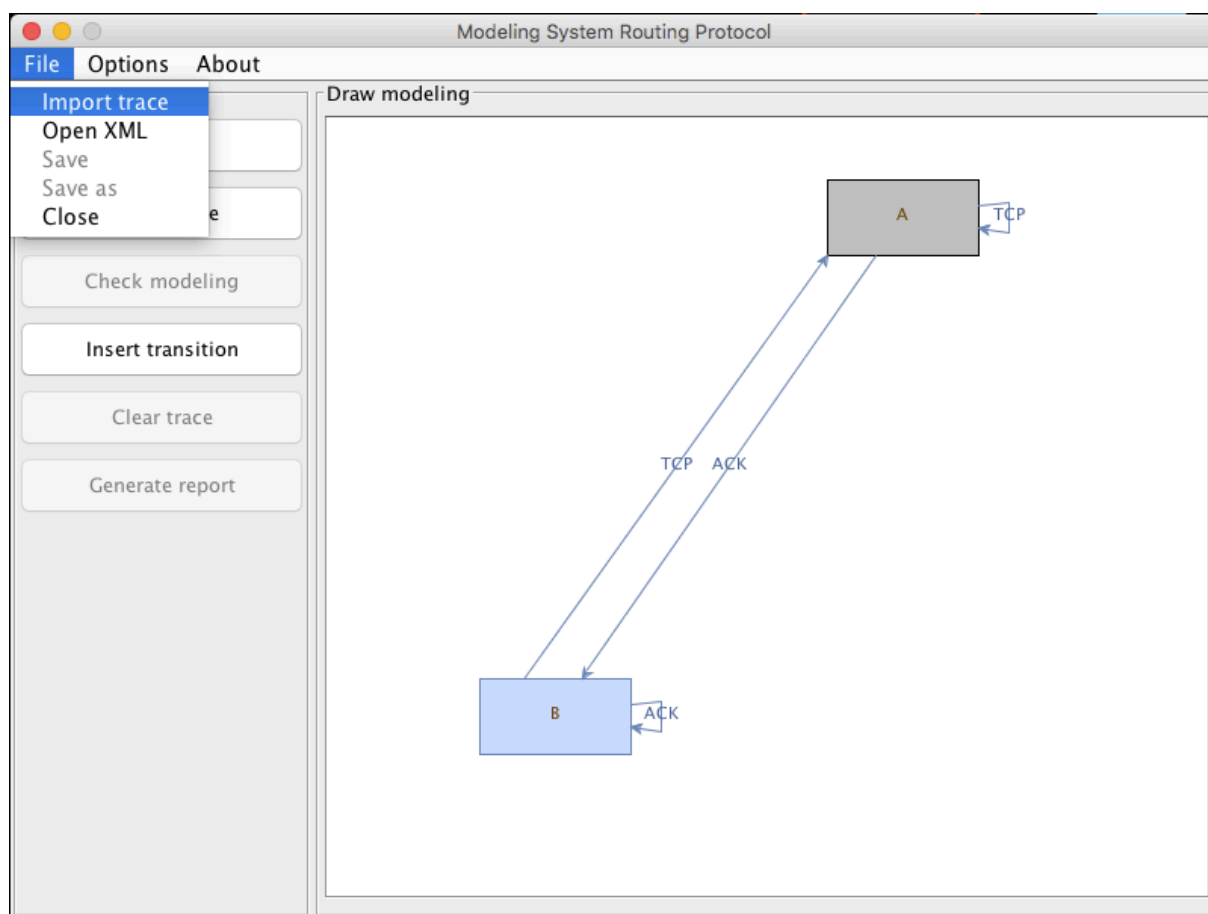 Modeling System Routing Protocol
File Options About
Import trace
Open XML
Save
Save as
Close
Check modeling
Insert transition
Clear trace
Generate report
Draw modeling
A
TCP
TCP ACK
B
ACK